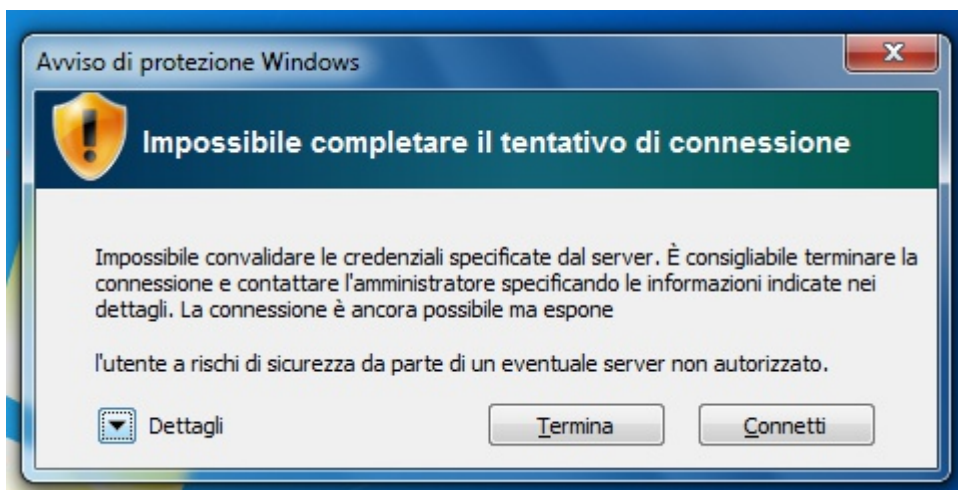 Avviso di protezione Windows
Impossibile completare il tentativo di connessione
Impossibile convalidare le credenziali specificate dal server. È consigliabile terminare la
connessione e contattare l'amministratore specificando le informazioni indicate nei
dettagli. La connessione è ancora possibile ma espone
l'utente a rischi di sicurezza da parte di un eventuale server non autorizzato.
Dettagli
Termina
Connetti